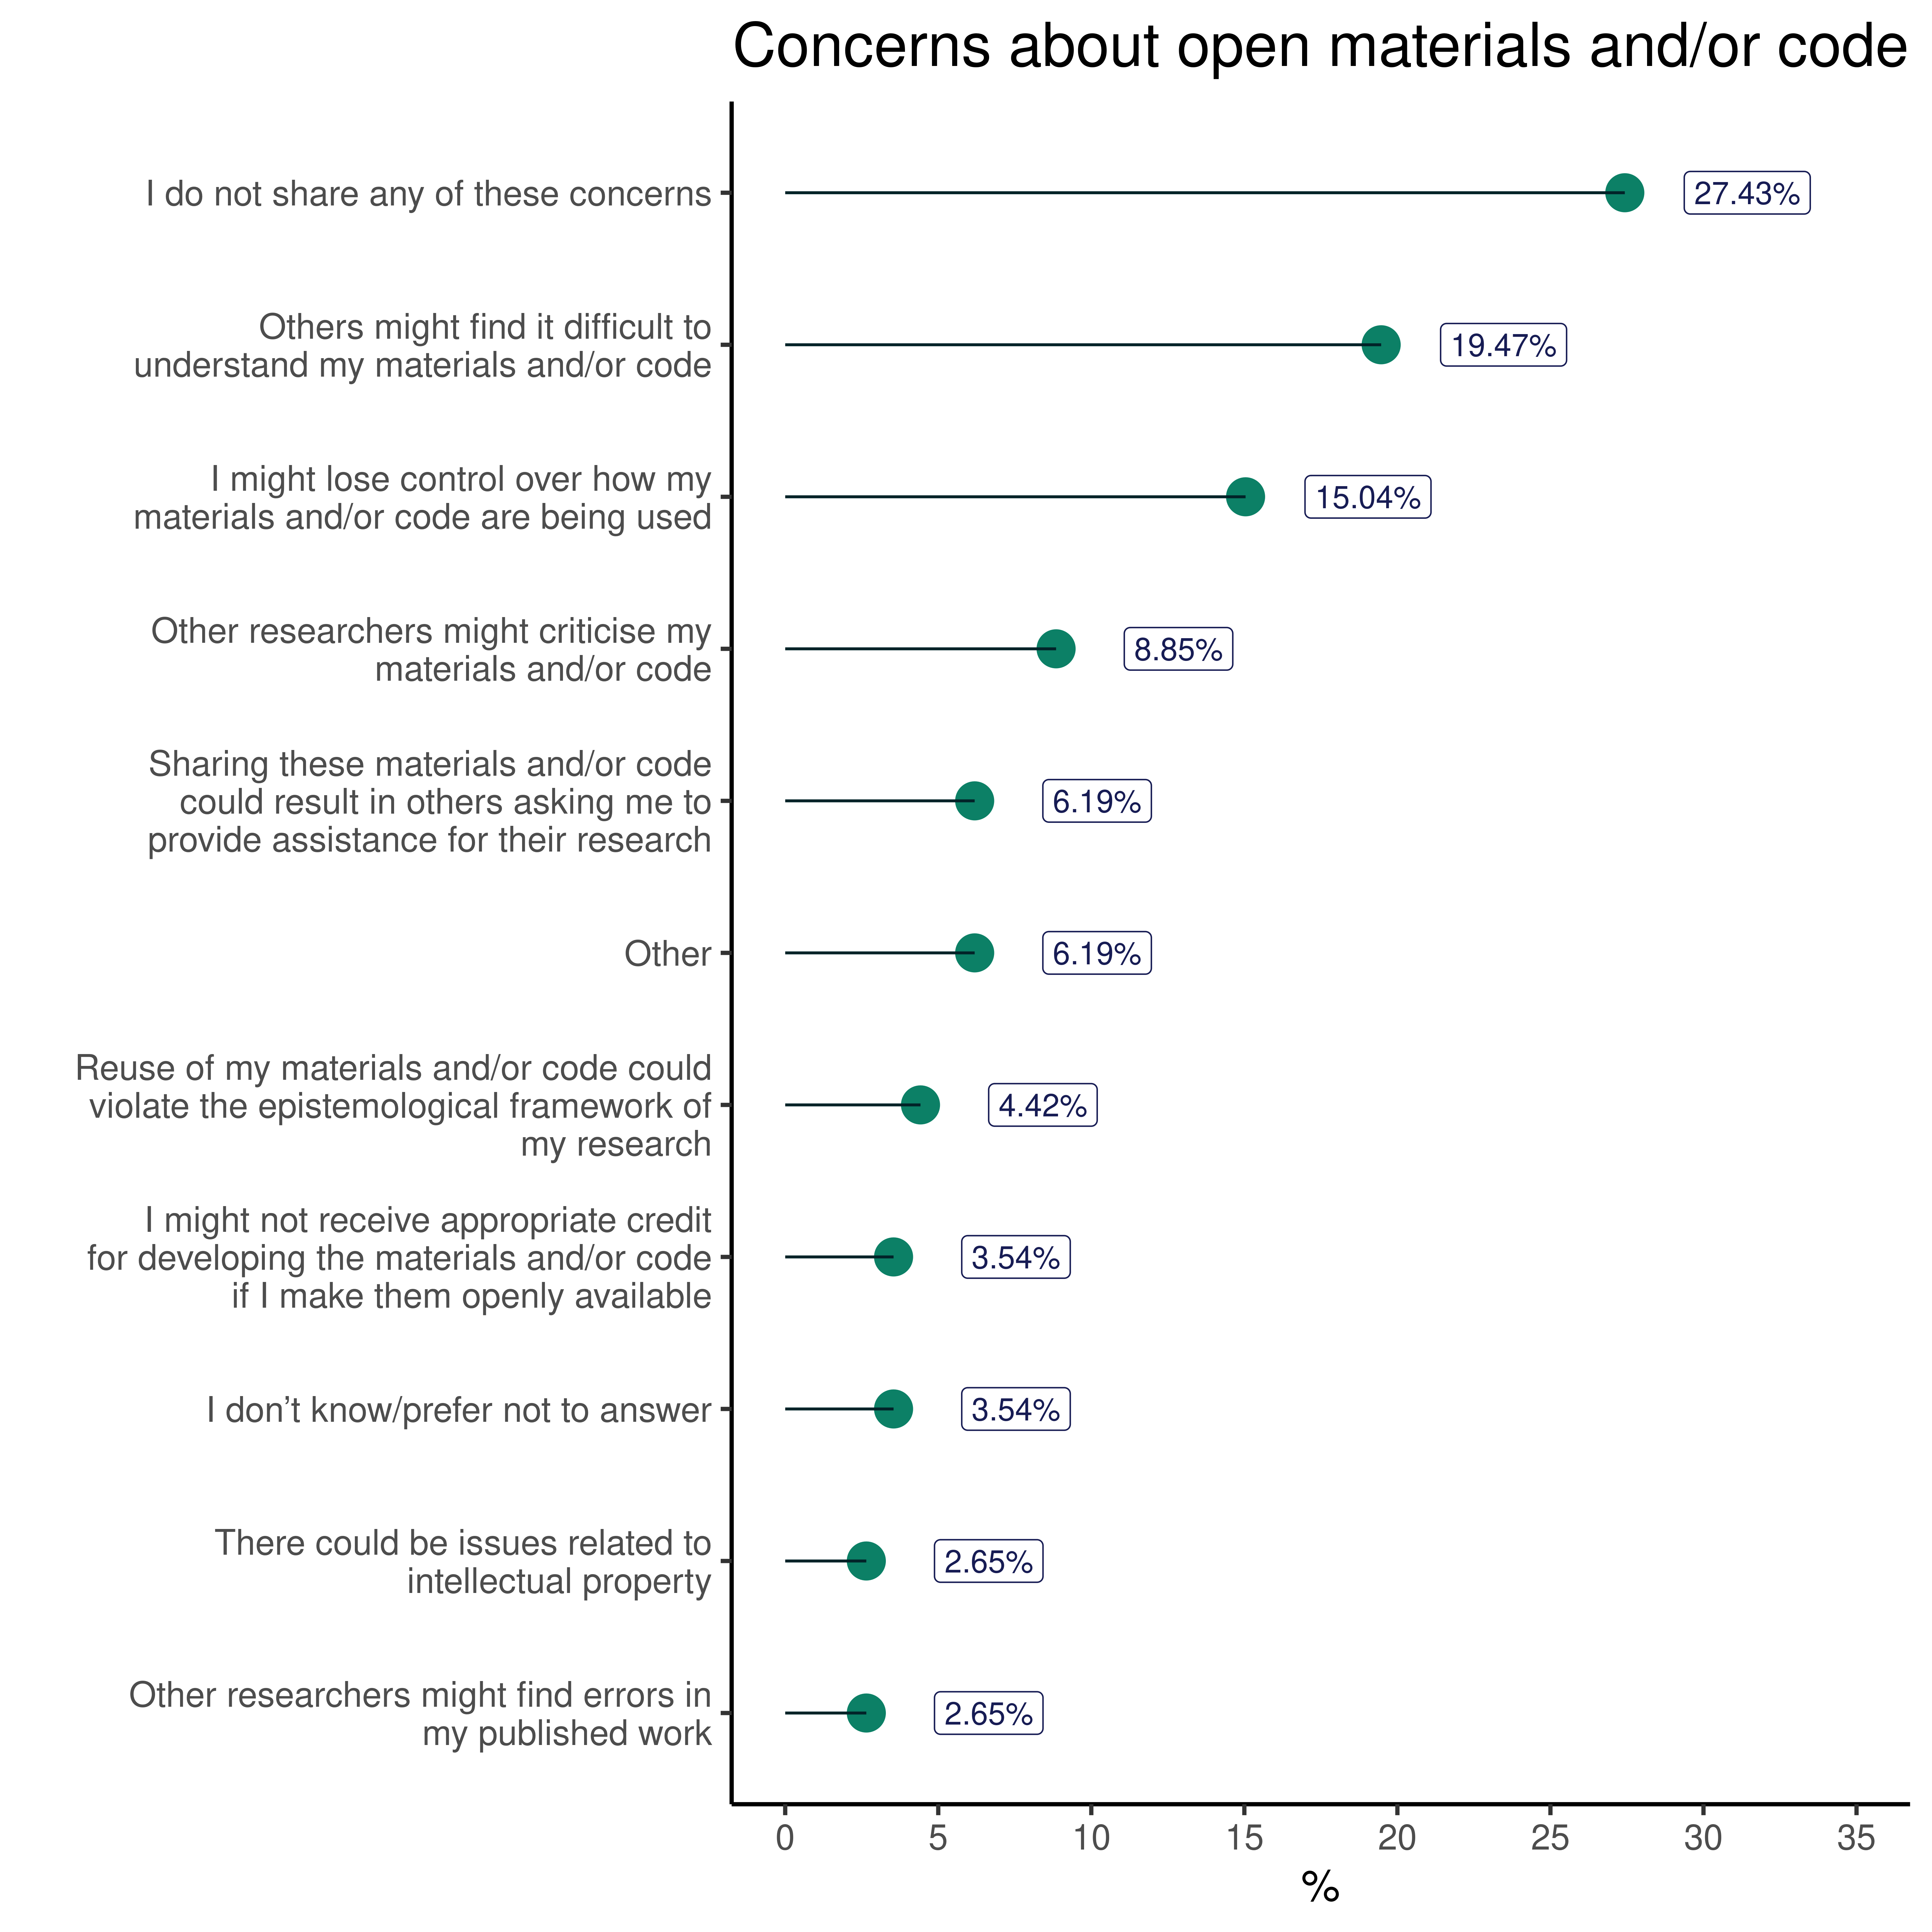 Concerns about open materials and/or code
I do not share any of these concerns
27.43%
Others might find it difficult to
understand my materials and/or code
19.47%
I might lose control over how my
materials and/or code are being used
15.04%
Other researchers might criticise my
materials and/or code
8.85%
Sharing these materials and/or code
could result in others asking me to
provide assistance for their research
6.19%
Other
6.19%
Reuse of my materials and/or code could
violate the epistemological framework of
my research
4.42%
I might not receive appropriate credit
for developing the materials and/or code
if I make them openly available
3.54%
I don’t know/prefer not to answer
3.54%
There could be issues related to
intellectual property
2.65%
Other researchers might find errors in
my published work
2.65%
0 5 10 15 20 25 30 35
%